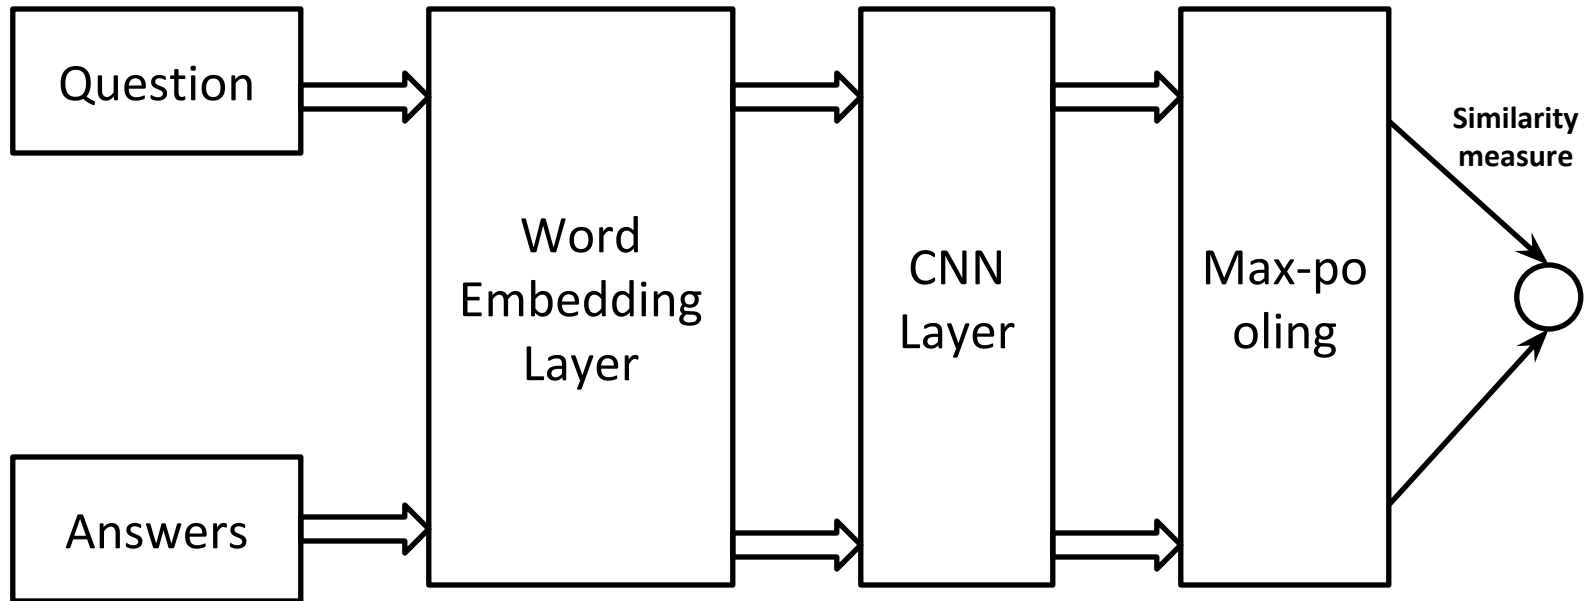 Question
Answers
Word
Embedding
Layer
CNN
Layer
Max-po
oling
Similarity
measure